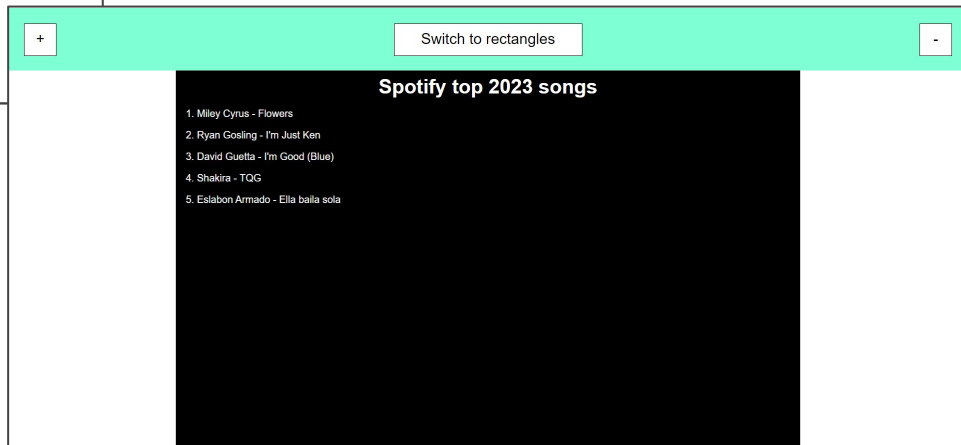 +
Switch to rectangles
-
Spotify top 2023 songs
1. Miley Cyrus - Flowers
2. Ryan Gosling - I'm Just Ken
3. David Guetta - I'm Good (Blue)
4. Shakira - TQG
5. Eslabon Armado - Ella baila sola